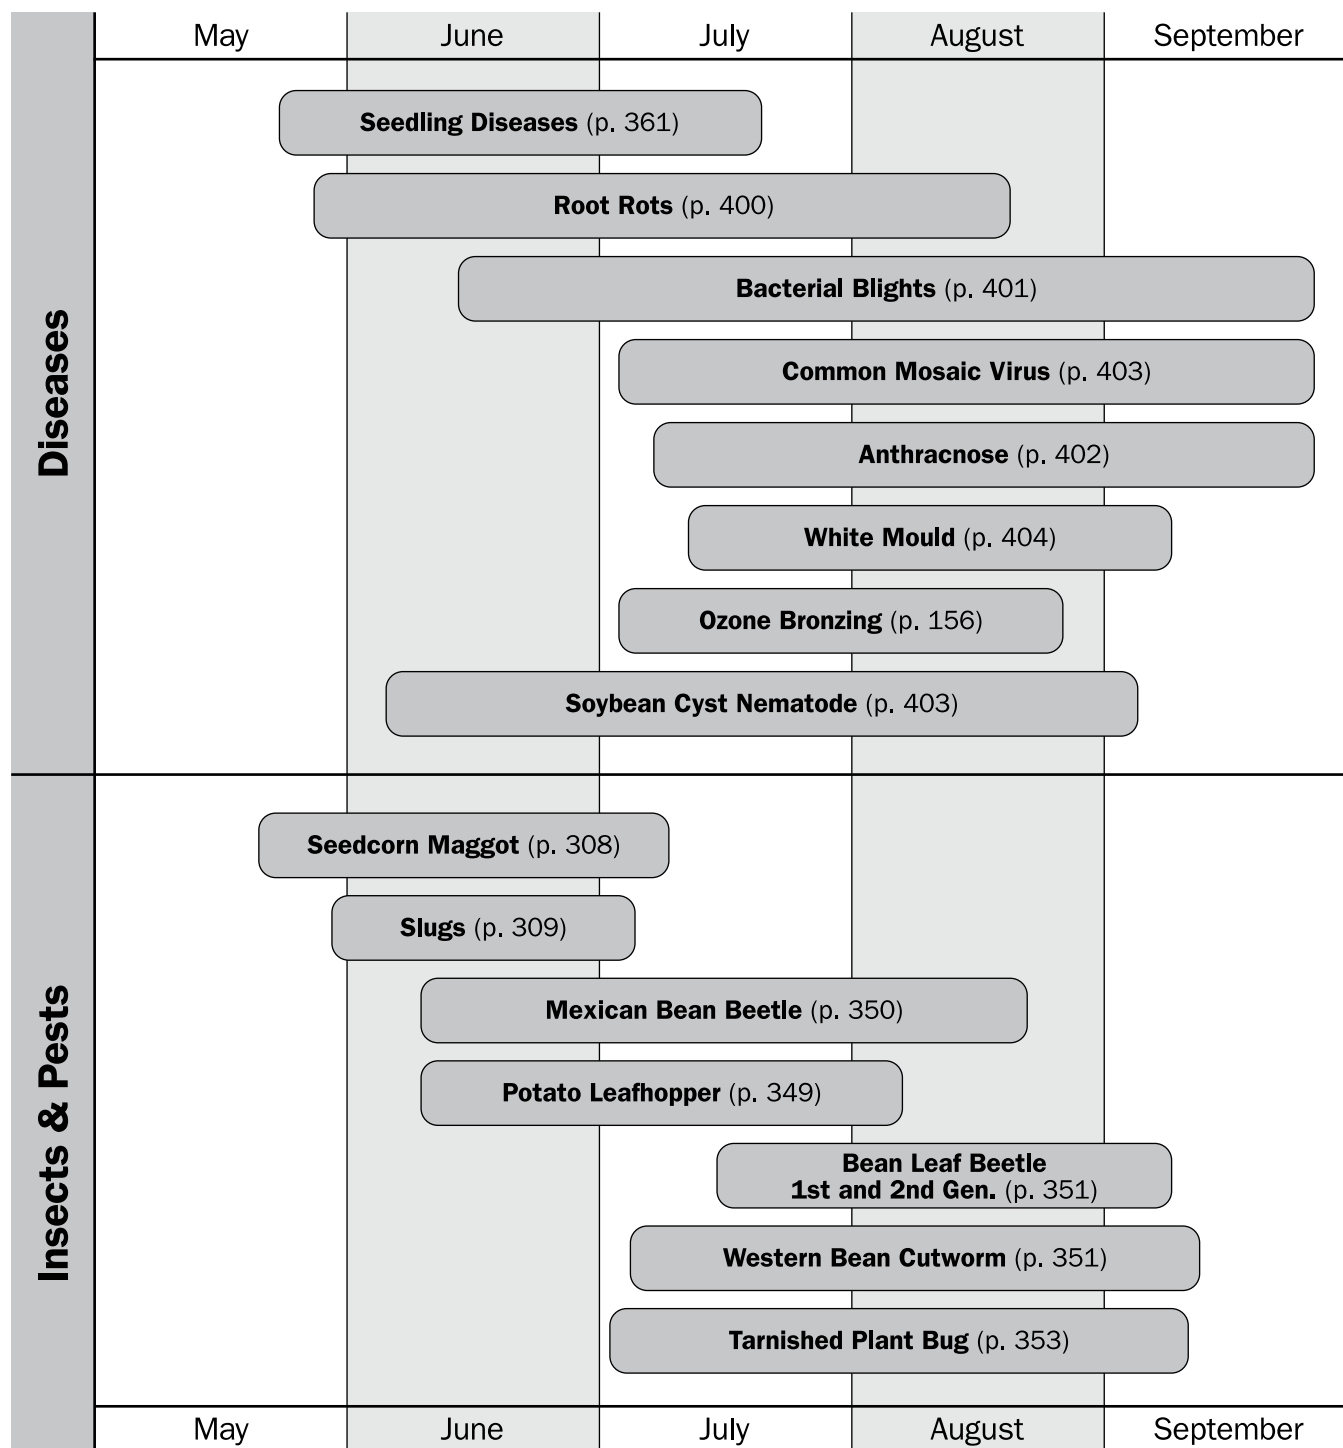 May June July August September
Diseases
Seedling Diseases (p. 361)
Root Rots (p. 400)
Bacterial Blights (p. 401)
Common Mosaic Virus (p. 403)
Anthracnose (p. 402)
White Mould (p. 404)
Ozone Bronzing (p. 156)
Soybean Cyst Nematode (p. 403)
Insects & Pests
Seedcorn Maggot (p. 308)
Slugs (p. 309)
Mexican Bean Beetle (p. 350)
Potato Leafhopper (p. 349)
Bean Leaf Beetle
1st and 2nd Gen. (p. 351)
Western Bean Cutworm (p. 351)
Tarnished Plant Bug (p. 353)
May June July August September